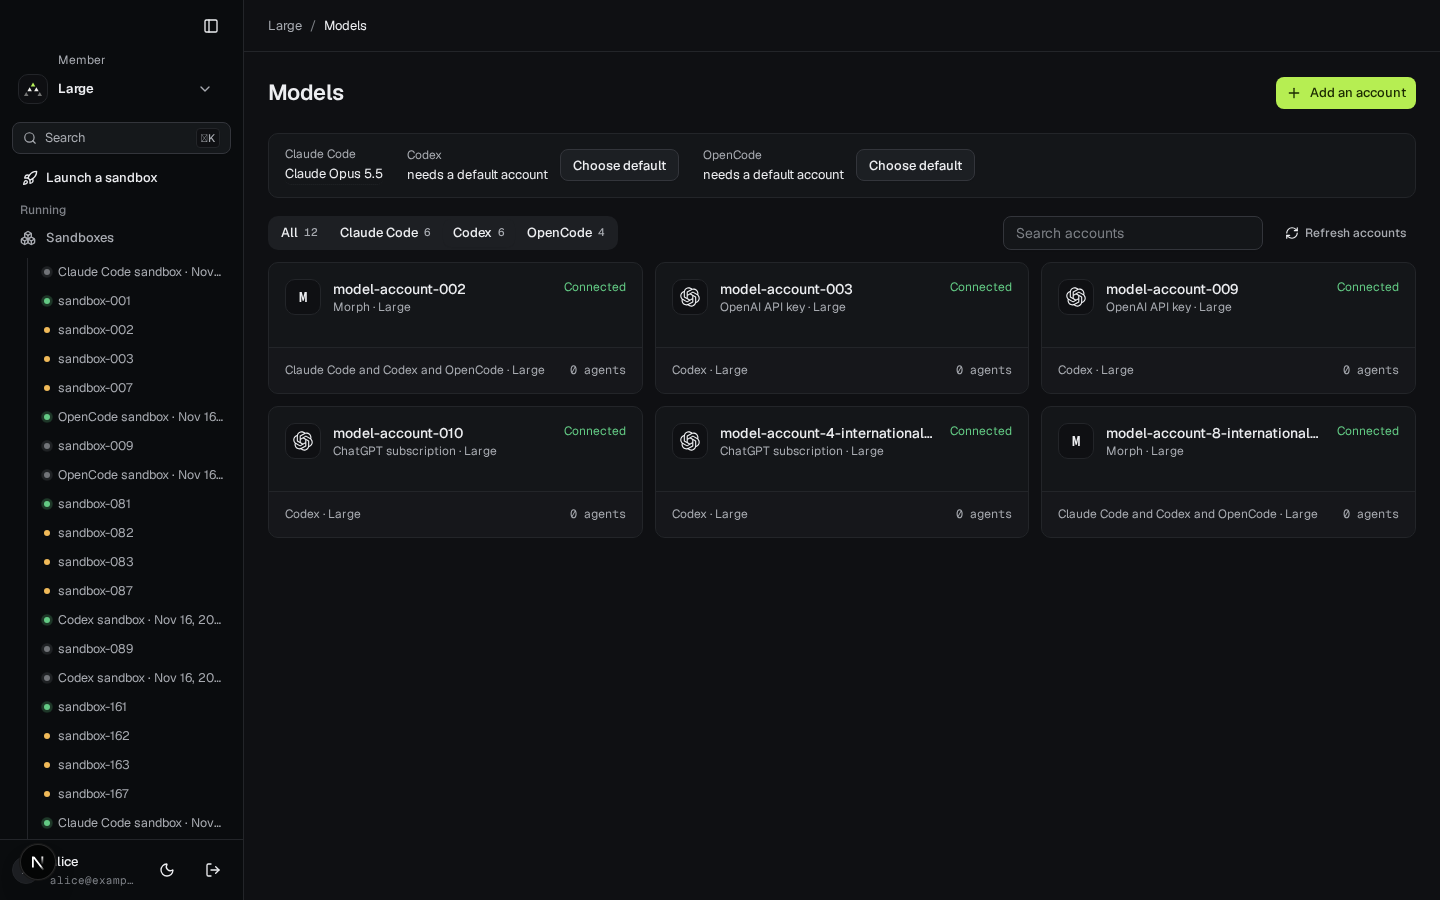 Member
Large
Search
K
Launch a sandbox
Running
Sandboxes
Claude Code sandbox · Nov...
sandbox-001
sandbox-002
sandbox-003
sandbox-007
OpenCode sandbox · Nov 16...
sandbox-009
OpenCode sandbox · Nov 16...
sandbox-081
sandbox-082
sandbox-083
sandbox-087
Codex sandbox · Nov 16, 20...
sandbox-089
Codex sandbox · Nov 16, 20...
sandbox-161
sandbox-162
sandbox-163
sandbox-167
Claude Code sandbox · Nov...
N
lice
alice@examp...
Large / Models
Models
Add an account
Claude Code
Claude Opus 5.5
Codex
needs a default account
Choose default
OpenCode
needs a default account
Choose default
All 12
Claude Code 6
Codex 6
OpenCode 4
Search accounts
Refresh accounts
M
model-account-002
Connected
Morph · Large
Claude Code and Codex and OpenCode · Large
0 agents
model-account-003
Connected
OpenAI API key · Large
Codex · Large
0 agents
model-account-009
Connected
OpenAI API key · Large
Codex · Large
0 agents
model-account-010
Connected
ChatGPT subscription · Large
Codex · Large
0 agents
model-account-4-international...
Connected
ChatGPT subscription · Large
Codex · Large
0 agents
M
model-account-8-international...
Connected
Morph · Large
Claude Code and Codex and OpenCode · Large
0 agents